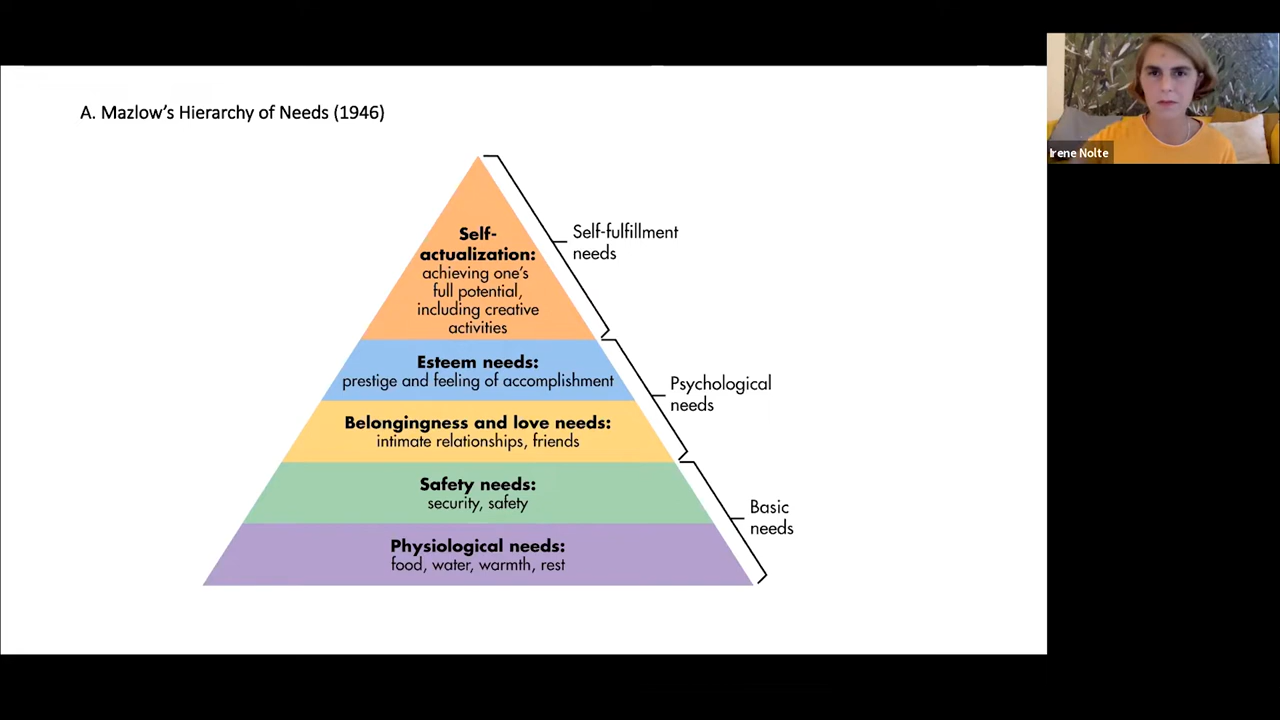 A. Mazlow's Hierarchy of Needs (1946)
Irene Nolte
Self-
actualization:
achieving one's
full potential,
including creative
activities
Self-fulfillment
needs
Esteem needs:
prestige and feeling of accomplishment
Psychological
needs
Belongingness and love needs:
intimate relationships, friends
Safety needs:
security, safety
Basic
needs
Physiological needs:
food, water, warmth, rest